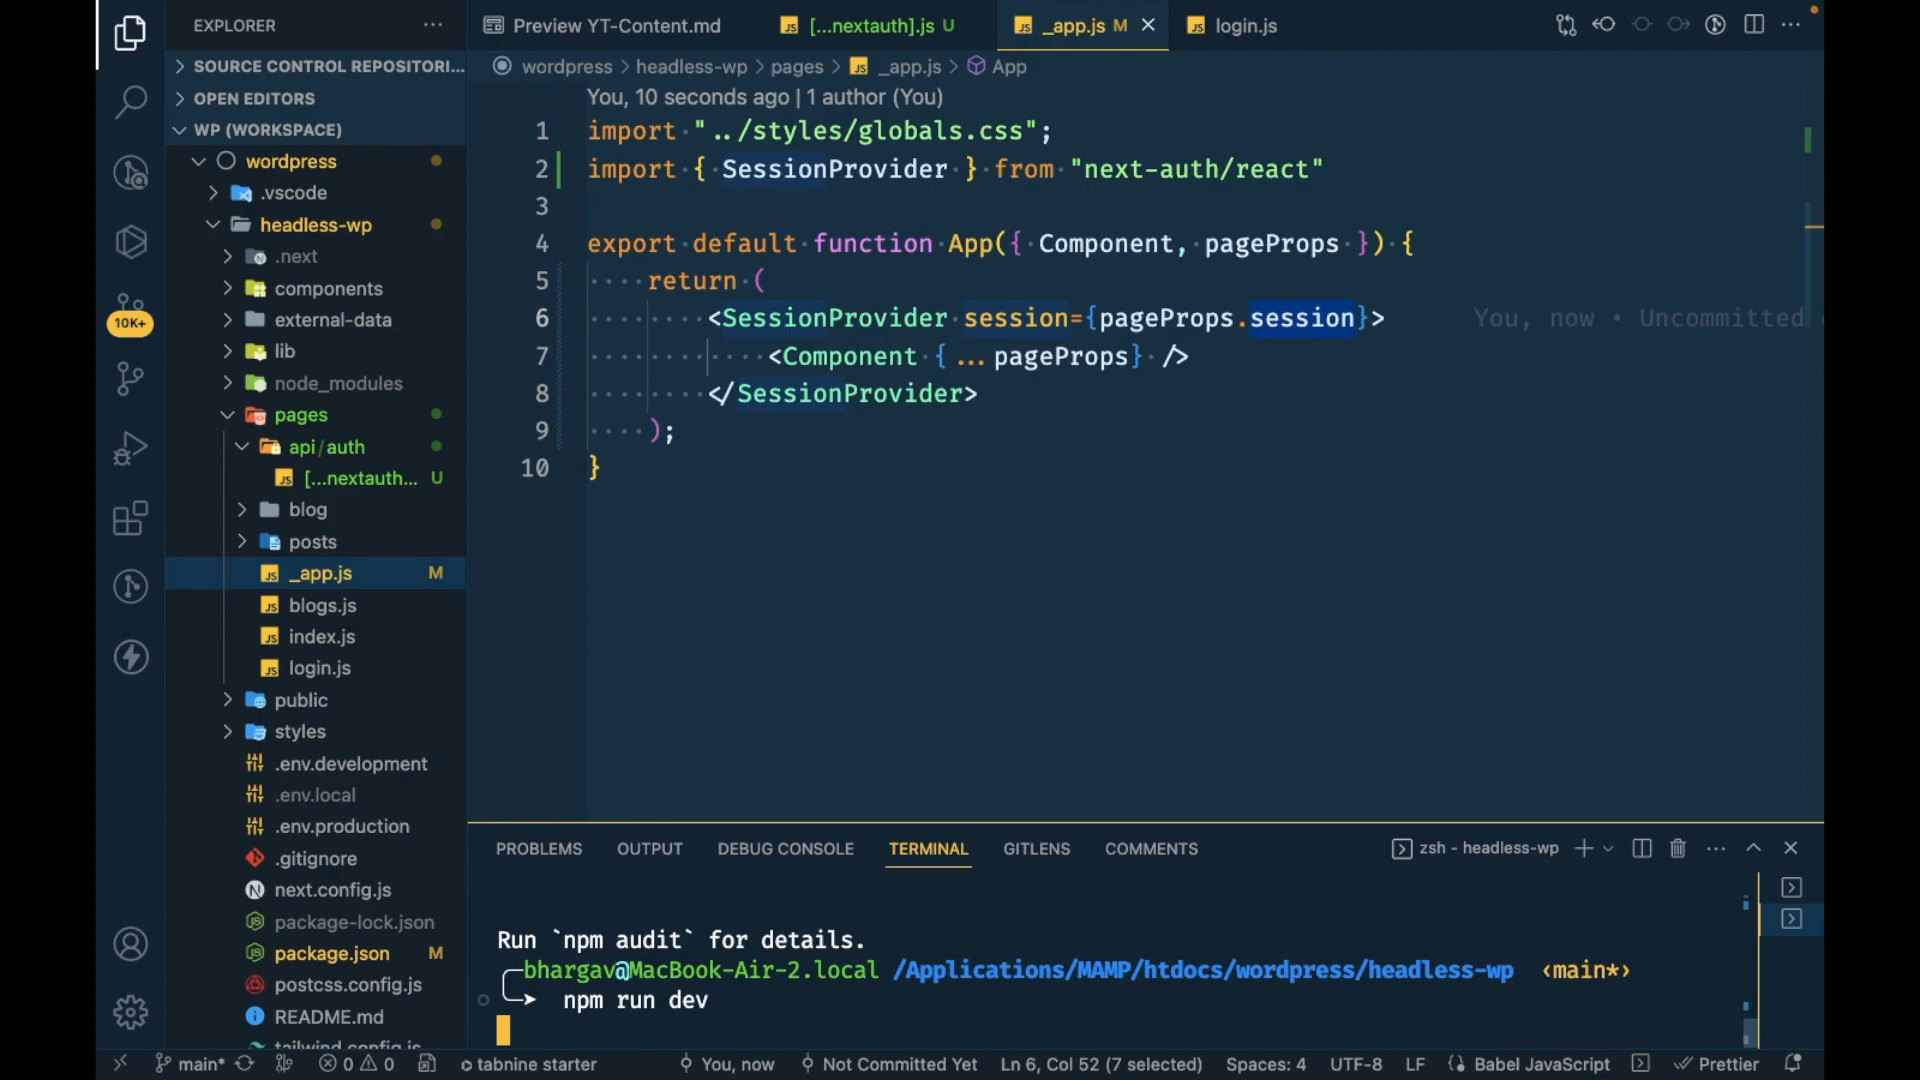 EXPLORER
SOURCE CONTROL REPOSITORI...
OPEN EDITORS
WP (WORKSPACE)
wordpress
.vscode
headless-wp
.next
components
external-data
lib
node_modules
pages
api/auth
[...nextauth... U
blog
posts
_app.js M
blogs.js
index.js
login.js
public
styles
.env.development
.env.local
.env.production
.gitignore
next.config.js
package-lock.json
package.json M
postcss.config.js
README.md
tailwind.config.js
10K+
Preview YT-Content.md
[...nextauth].js U
_app.js M
login.js
wordpress > headless-wp > pages > _app.js > App
You, 10 seconds ago | 1 author (You)
1 import "../styles/globals.css";
2 import { SessionProvider } from "next-auth/react"
3
4 export default function App({ Component, pageProps }) {
5 return (
6 <SessionProvider session={pageProps.session}> You, now • Uncommitted
7 <Component {...pageProps} />
8 </SessionProvider>
9 );
10 }
PROBLEMS OUTPUT DEBUG CONSOLE TERMINAL GITLENS COMMENTS
zsh - headless-wp
Run `npm audit` for details.
bhargav@MacBook-Air-2.local /Applications/MAMP/htdocs/wordpress/headless-wp ‹main*›
npm run dev
main* 0 0 tabnine starter You, now Not Committed Yet Ln 6, Col 52 (7 selected) Spaces: 4 UTF-8 LF Babel JavaScript Prettier